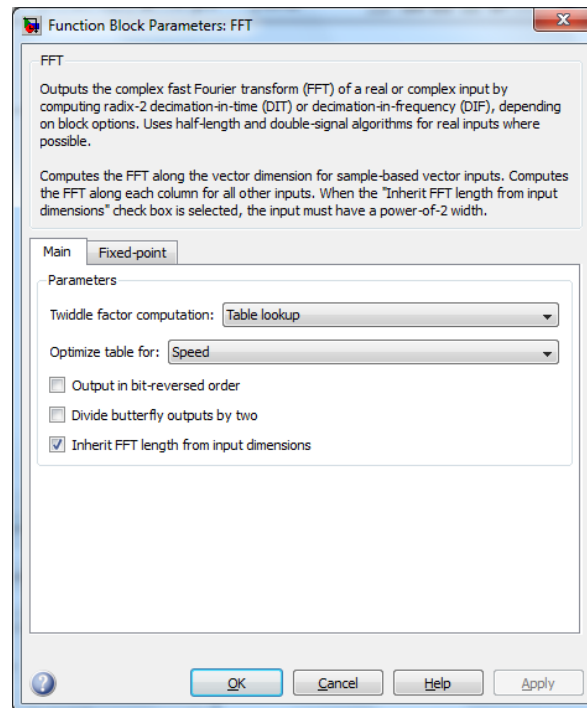 Function Block Parameters: FFT
FFT
Outputs the complex fast Fourier transform (FFT) of a real or complex input by
computing radix-2 decimation-in-time (DIT) or decimation-in-frequency (DIF), depending
on block options. Uses half-length and double-signal algorithms for real inputs where
possible.
Computes the FFT along the vector dimension for sample-based vector inputs. Computes
the FFT along each column for all other inputs. When the "Inherit FFT length from input
dimensions" check box is selected, the input must have a power-of-2 width.
Main Fixed-point
Parameters
Twiddle factor computation: Table lookup
Optimize table for: Speed
Output in bit-reversed order
Divide butterfly outputs by two
Inherit FFT length from input dimensions
OK Cancel Help Apply